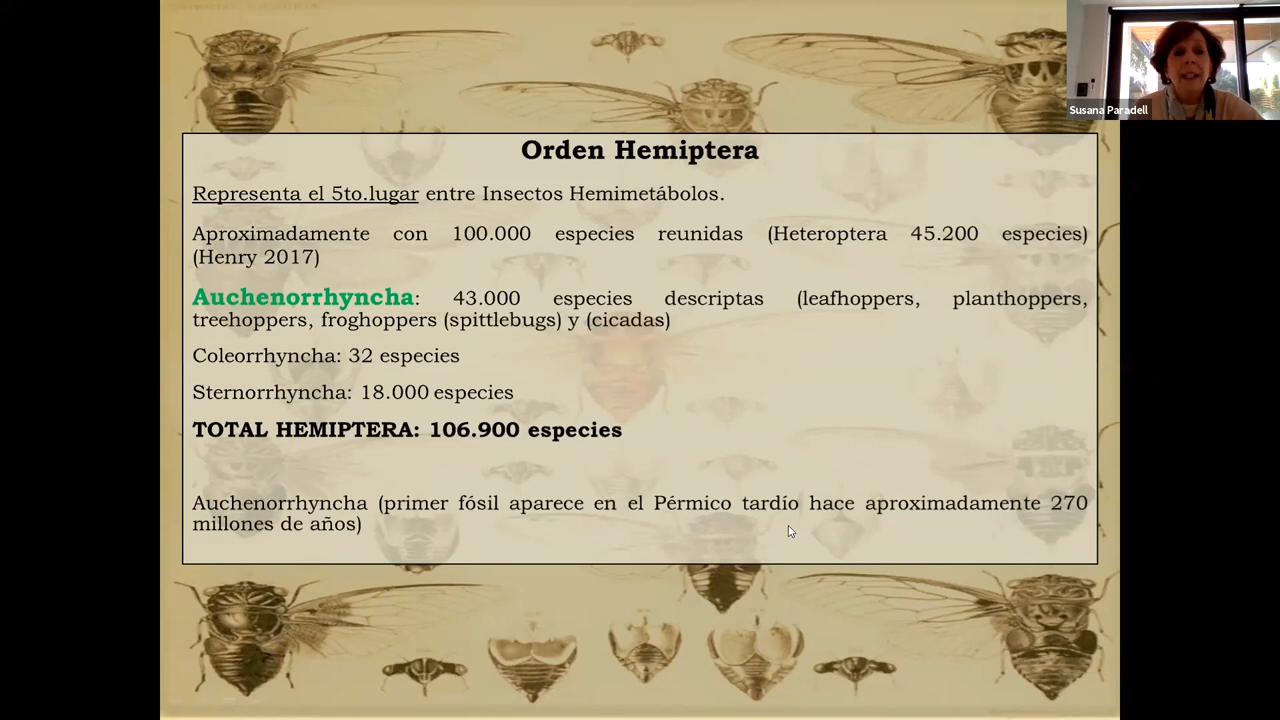 Susana Paradell
Orden Hemiptera
Representa el 5to.lugar entre Insectos Hemimetábolos.
Aproximadamente con 100.000 especies reunidas (Heteroptera 45.200 especies)
(Henry 2017)
Auchenorrhyncha: 43.000 especies descriptas (leafhoppers, planthoppers,
treehoppers, froghoppers (spittlebugs) y (cicadas)
Coleorrhyncha: 32 especies
Sternorrhyncha: 18.000 especies
TOTAL HEMIPTERA: 106.900 especies
Auchenorrhyncha (primer fósil aparece en el Pérmico tardío hace aproximadamente 270
millones de años)